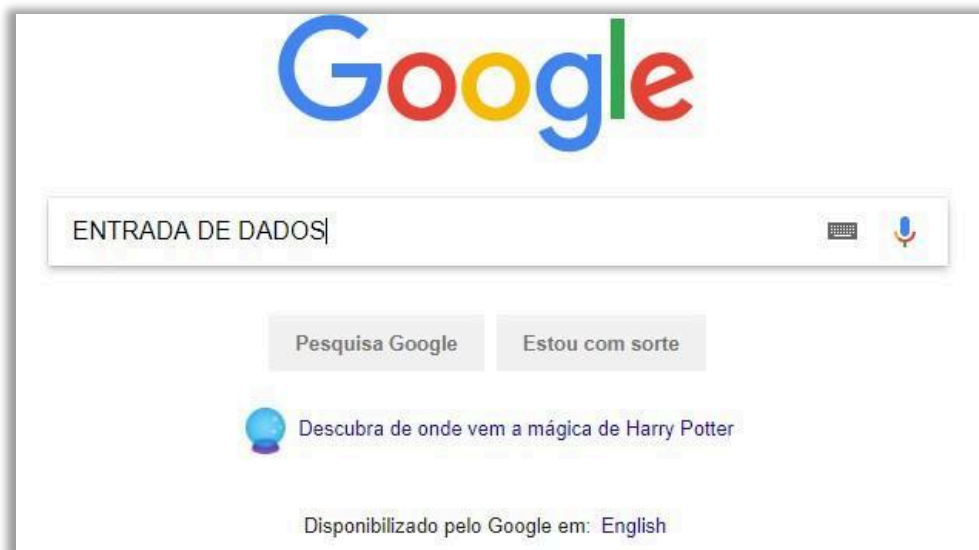 Google
ENTRADA DE DADOS
Pesquisa Google
Estou com sorte
Descubra de onde vem a mágica de Harry Potter
Disponibilizado pelo Google em: English